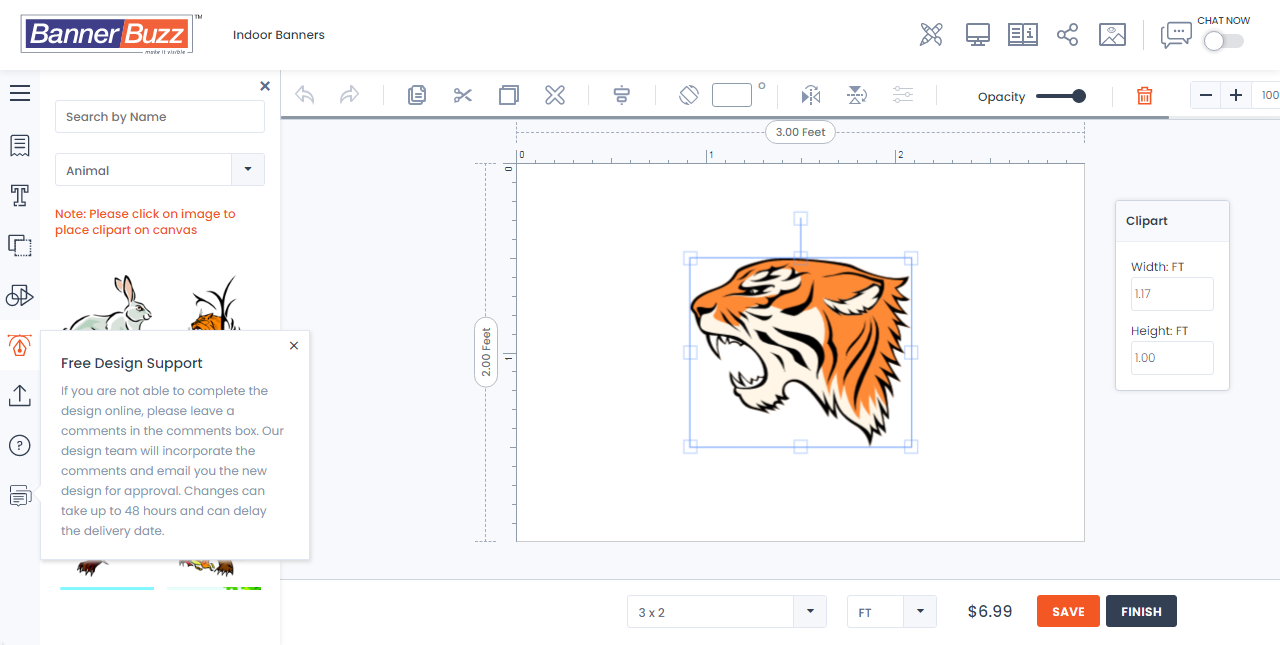 BannerBuzz
TM
make it visible
Indoor Banners
CHAT NOW
Search by Name
Animal
Note: Please click on image to
place clipart on canvas
Free Design Support
If you are not able to complete the
design online, please leave a
comments in the comments box. Our
design team will incorporate the
comments and email you the new
design for approval. Changes can
take up to 48 hours and can delay
the delivery date.
Opacity
100
3.00 Feet
0
1
2
0
1
2.00 Feet
Clipart
Width: FT
1.17
Height: FT
1.00
3 x 2
FT
$6.99
SAVE
FINISH